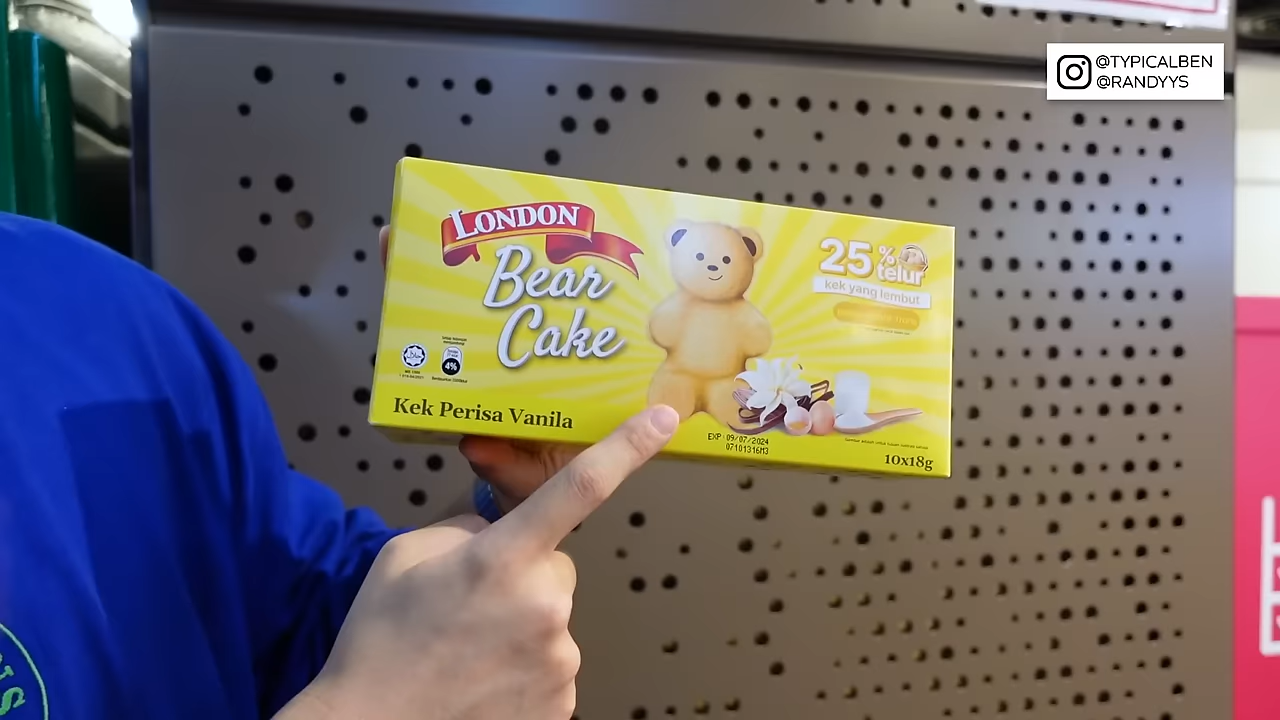 @TYPICALBEN
@RANDYYS
LONDON
Bear
Cake
25%
telur
kek yang lembut
4%
Kek Perisa Vanila
EXP 09/07/2024
07101316M3
10x18g